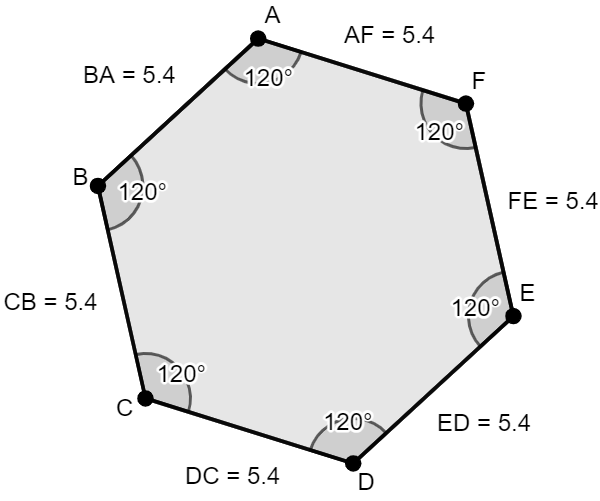 A
AF = 5.4
BA = 5.4
120°
F
120°
B
120°
FE = 5.4
CB = 5.4
E
120°
120°
C
120°
ED = 5.4
DC = 5.4
D